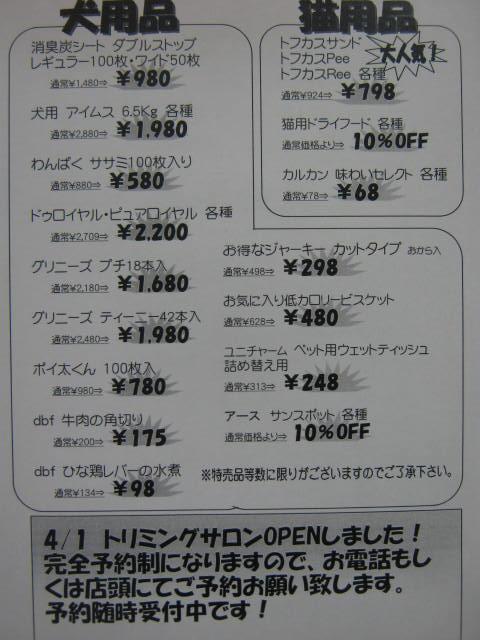 犬用品
消臭炭シート ダブルストップ
レギュラー100枚・ワイド50枚
通常¥1,480⇒ ¥980
犬用 アイムス 6.5Kg 各種
通常¥2,880⇒ ¥1,980
わんぱく ササミ100枚入り
通常¥880⇒ ¥580
ドゥロイヤル・ピュアロイヤル 各種
通常¥2,709⇒ ¥2,200
グリニーズ プチ18本入
通常¥2,180⇒ ¥1,680
グリニーズ ティーニー42本入
通常¥2,480⇒ ¥1,980
ポイ太くん 100枚入
通常¥980⇒ ¥780
dbf 牛肉の角切り
通常¥200⇒ ¥175
dbf ひな鶏レバーの水煮
通常¥134⇒ ¥98
猫用品
トフカスサンド
トフカスPee
トフカスRee 各種
大人気!
通常¥924⇒ ¥798
猫用ドライフード 各種
通常価格より⇒ 10%OFF
カルカン 味わいセレクト 各種
通常¥78⇒ ¥68
お得なジャーキー カットタイプ おから入
通常¥498⇒ ¥298
お気に入り低カロリービスケット
通常¥628⇒ ¥480
ユニチャーム ペット用ウェットティッシュ
詰め替え用
通常¥313⇒ ¥248
アース サンスポット 各種
通常価格より⇒ 10%OFF
※特売品等数に限りがございますのでご了承下さい。
4/1 トリミングサロンOPENしました!
完全予約制になりますので、お電話もし
くは店頭にてご予約お願い致します。
予約随時受付中です!